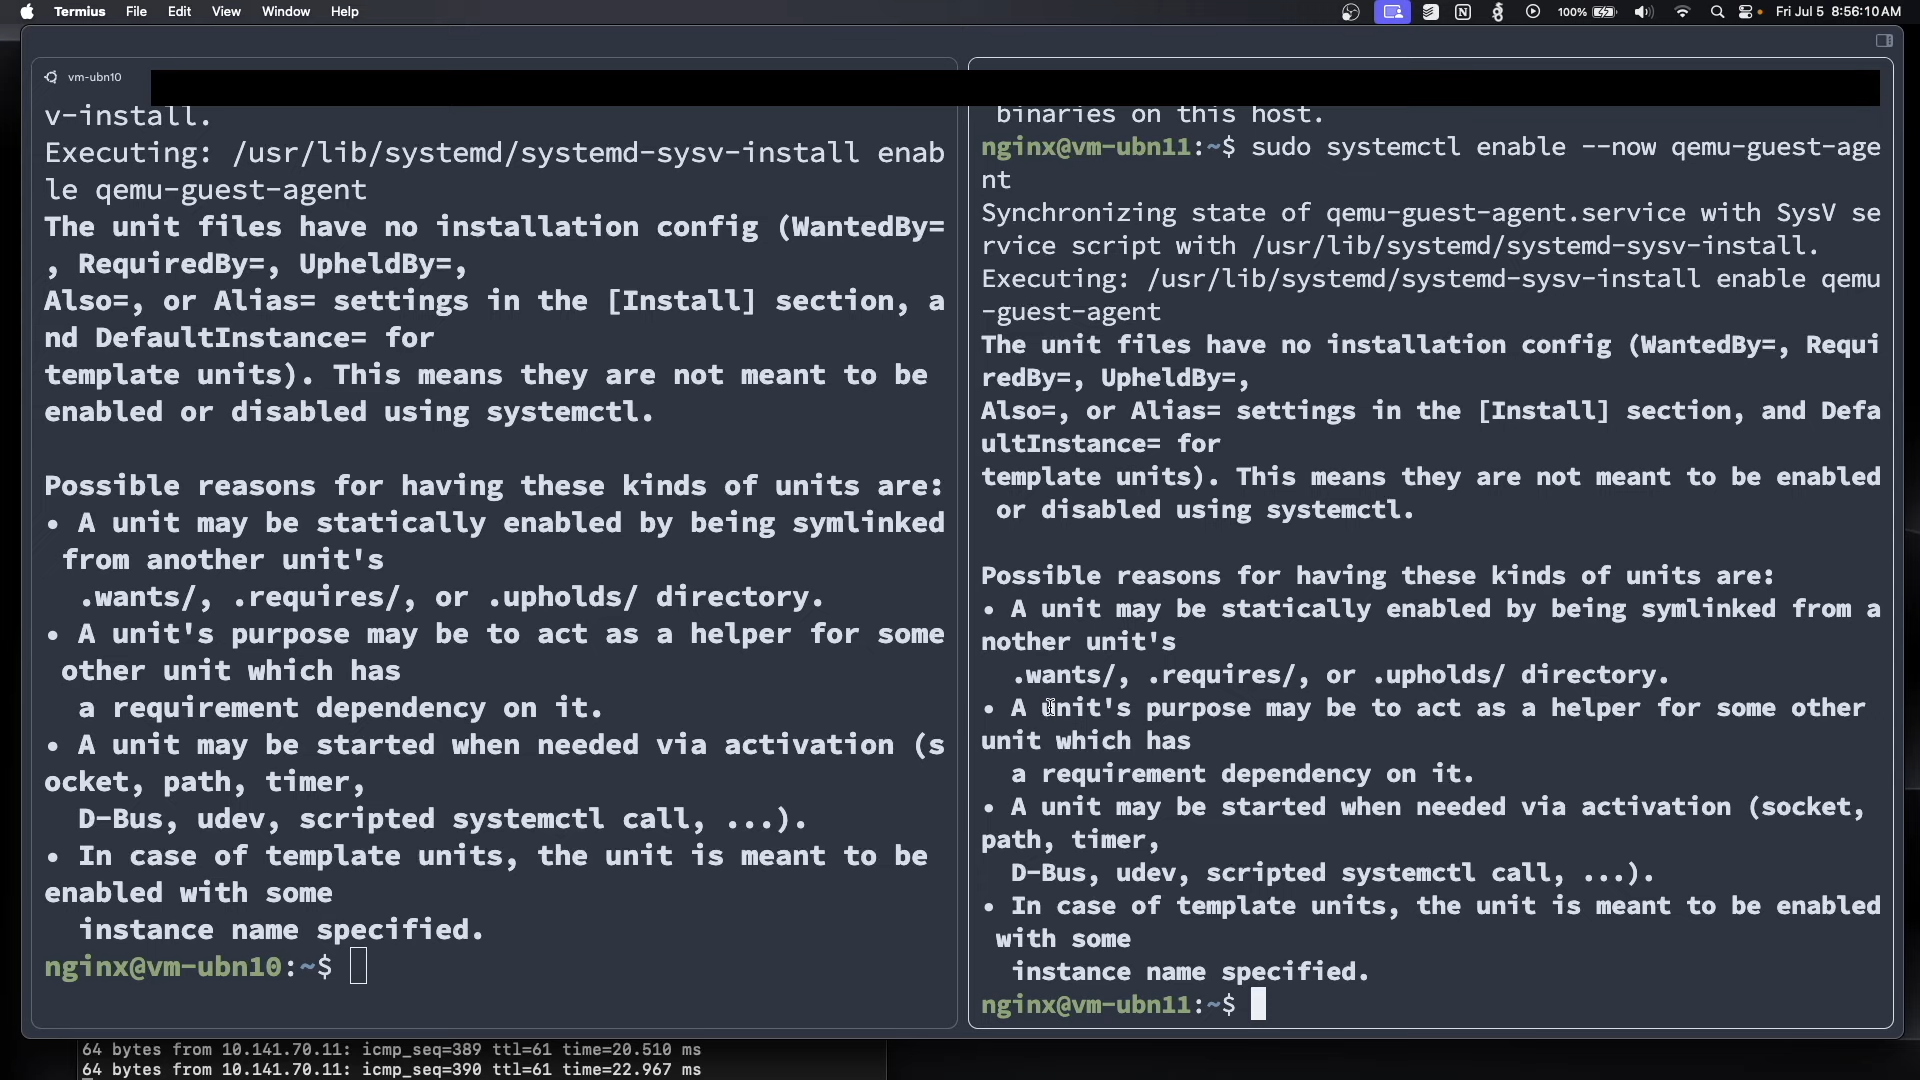 Termius File Edit View Window Help
100% Fri Jul 5 8:56:10 AM
vm-ubn10
v-install.
Executing: /usr/lib/systemd/systemd-sysv-install enab
le qemu-guest-agent
The unit files have no installation config (WantedBy=
, RequiredBy=, UpheldBy=,
Also=, or Alias= settings in the [Install] section, a
nd DefaultInstance= for
template units). This means they are not meant to be
enabled or disabled using systemctl.
Possible reasons for having these kinds of units are:
• A unit may be statically enabled by being symlinked
from another unit's
.wants/, .requires/, or .upholds/ directory.
• A unit's purpose may be to act as a helper for some
other unit which has
a requirement dependency on it.
• A unit may be started when needed via activation (s
ocket, path, timer,
D-Bus, udev, scripted systemctl call, ...).
• In case of template units, the unit is meant to be
enabled with some
instance name specified.
nginx@vm-ubn10:~$
binaries on this host.
nginx@vm-ubn11:~$ sudo systemctl enable --now qemu-guest-age
nt
Synchronizing state of qemu-guest-agent.service with SysV se
rvice script with /usr/lib/systemd/systemd-sysv-install.
Executing: /usr/lib/systemd/systemd-sysv-install enable qemu
-guest-agent
The unit files have no installation config (WantedBy=, Requi
redBy=, UpheldBy=,
Also=, or Alias= settings in the [Install] section, and Defa
ultInstance= for
template units). This means they are not meant to be enabled
or disabled using systemctl.
Possible reasons for having these kinds of units are:
• A unit may be statically enabled by being symlinked from a
nother unit's
.wants/, .requires/, or .upholds/ directory.
• A unit's purpose may be to act as a helper for some other
unit which has
a requirement dependency on it.
• A unit may be started when needed via activation (socket,
path, timer,
D-Bus, udev, scripted systemctl call, ...).
• In case of template units, the unit is meant to be enabled
with some
instance name specified.
nginx@vm-ubn11:~$
64 bytes from 10.141.70.11: icmp_seq=389 ttl=61 time=20.510 ms
64 bytes from 10.141.70.11: icmp_seq=390 ttl=61 time=22.967 ms